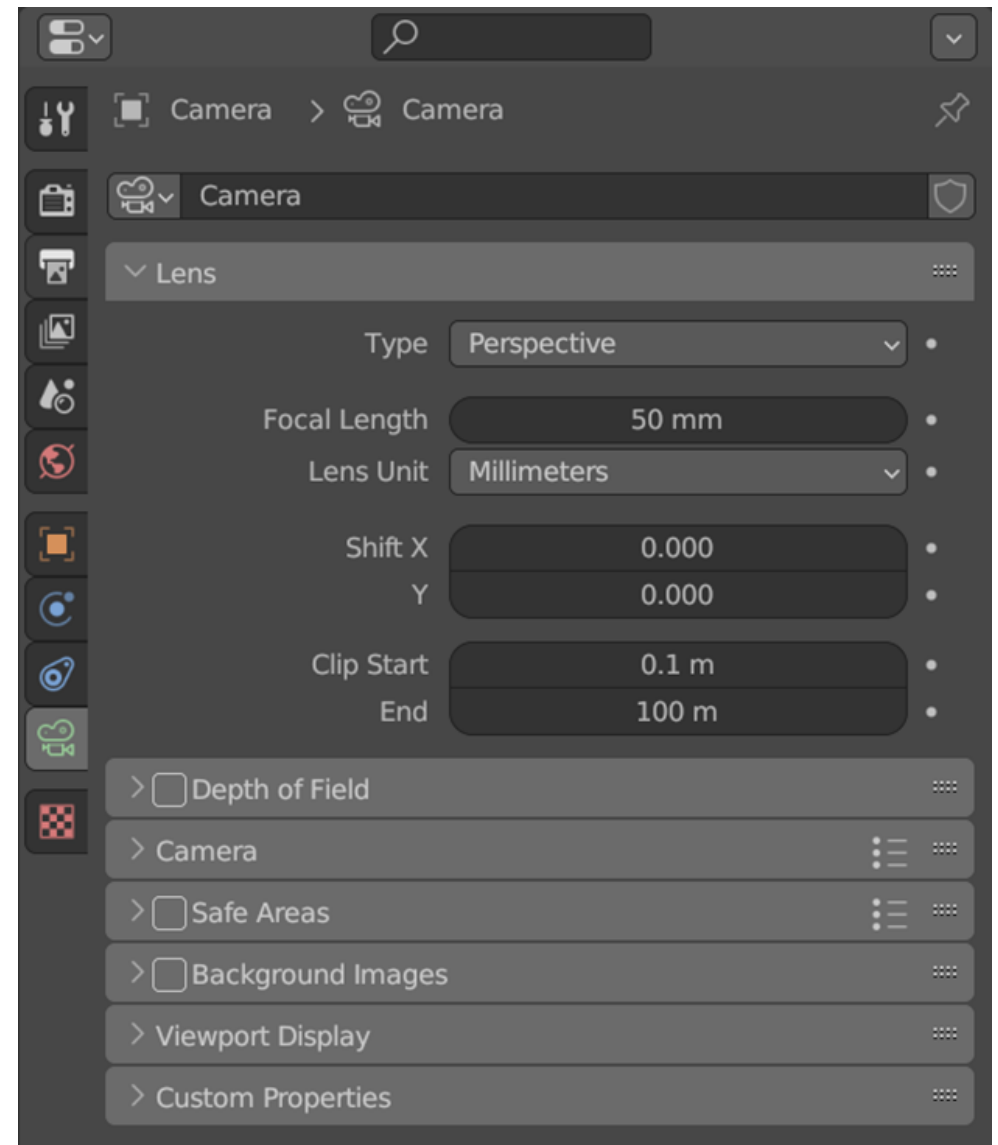 Camera > Camera
Camera
Lens
Type Perspective
Focal Length 50 mm
Lens Unit Millimeters
Shift X 0.000
Y 0.000
Clip Start 0.1 m
End 100 m
Depth of Field
Camera
Safe Areas
Background Images
Viewport Display
Custom Properties